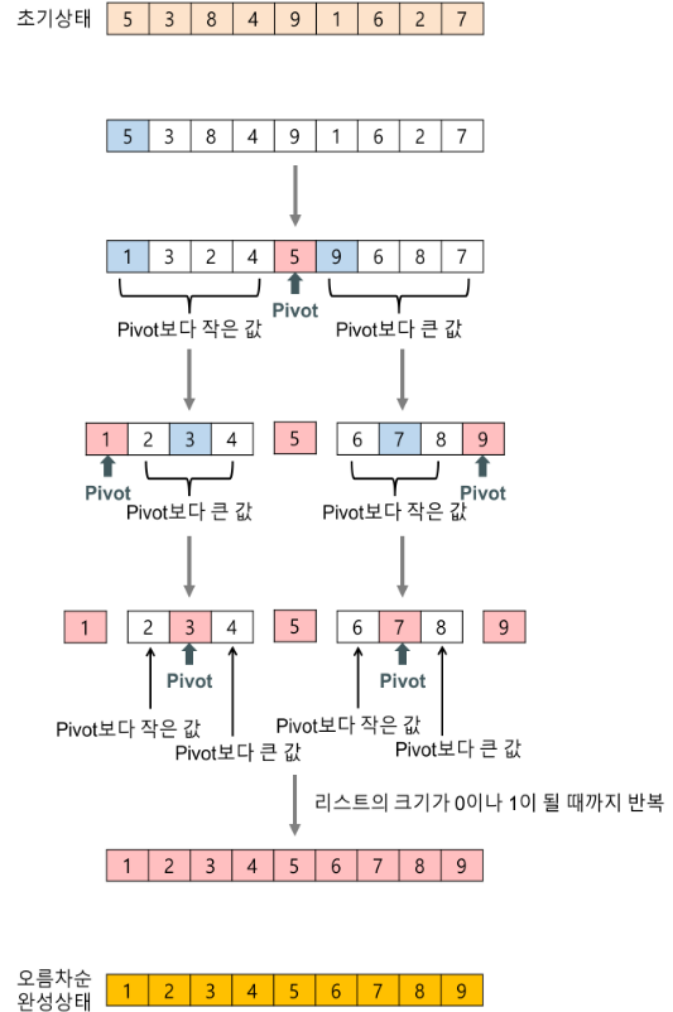 초기상태 5 3 8 4 9 1 6 2 7
5 3 8 4 9 1 6 2 7
1 3 2 4 5 9 6 8 7
Pivot
Pivot보다 작은 값 Pivot보다 큰 값
1 2 3 4 5 6 7 8 9
Pivot Pivot
Pivot보다 큰 값 Pivot보다 작은 값
1 2 3 4 5 6 7 8 9
Pivot Pivot
Pivot보다 작은 값 Pivot보다 작은 값
Pivot보다 큰 값 Pivot보다 큰 값
리스트의 크기가 0이나 1이 될 때까지 반복
1 2 3 4 5 6 7 8 9
오름차순
완성상태 1 2 3 4 5 6 7 8 9